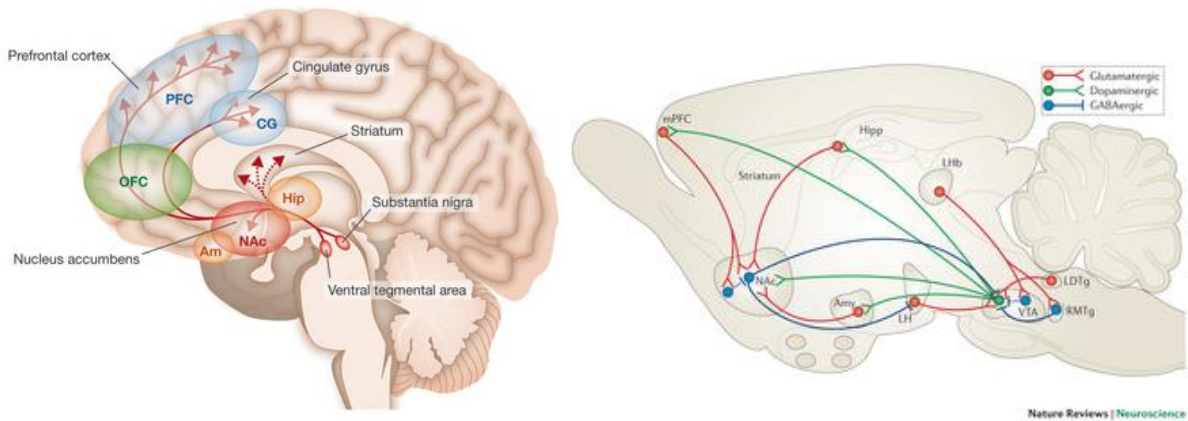 Prefrontal cortex
Cingulate gyrus
PFC
CG
Striatum
OFC
Hip
Substantia nigra
NAc
Am
Nucleus accumbens
Ventral tegmental area
Glutamatergic
Dopaminergic
GABAergic
mPFC
Hipp
LHb
Striatum
NAc
LDTg
Amy
LH
VTA
RMTg
Nature Reviews | Neuroscience